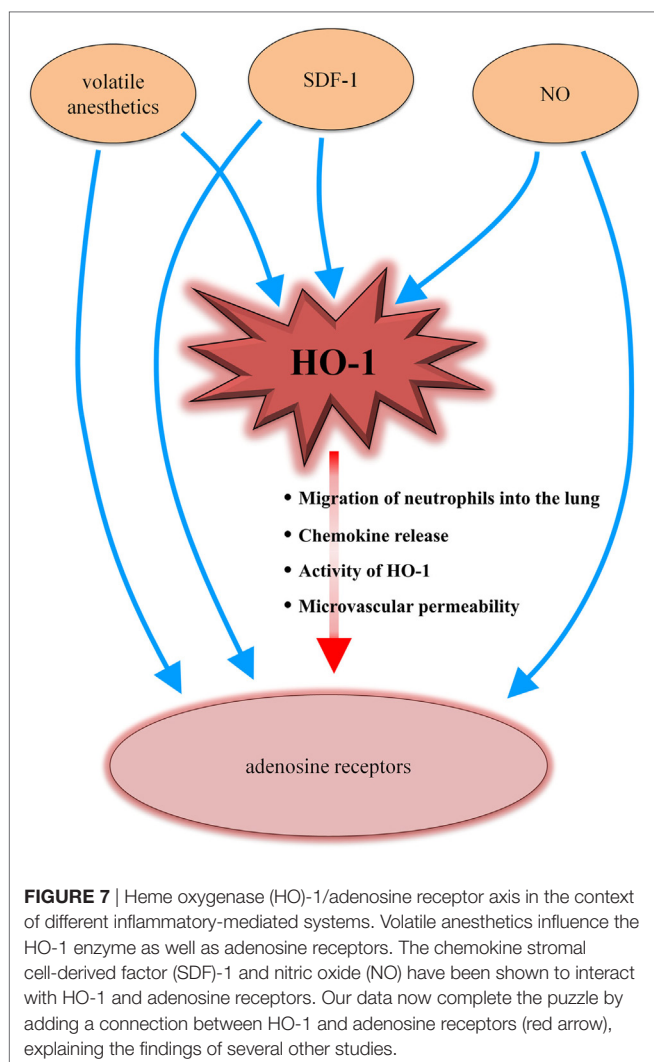 volatile
anesthetics
SDF-1
NO
HO-1
• Migration of neutrophils into the lung
• Chemokine release
• Activity of HO-1
• Microvascular permeability
adenosine receptors
FIGURE 7 | Heme oxygenase (HO)-1/adenosine receptor axis in the context
of different inflammatory-mediated systems. Volatile anesthetics influence the
HO-1 enzyme as well as adenosine receptors. The chemokine stromal
cell-derived factor (SDF)-1 and nitric oxide (NO) have been shown to interact
with HO-1 and adenosine receptors. Our data now complete the puzzle by
adding a connection between HO-1 and adenosine receptors (red arrow),
explaining the findings of several other studies.